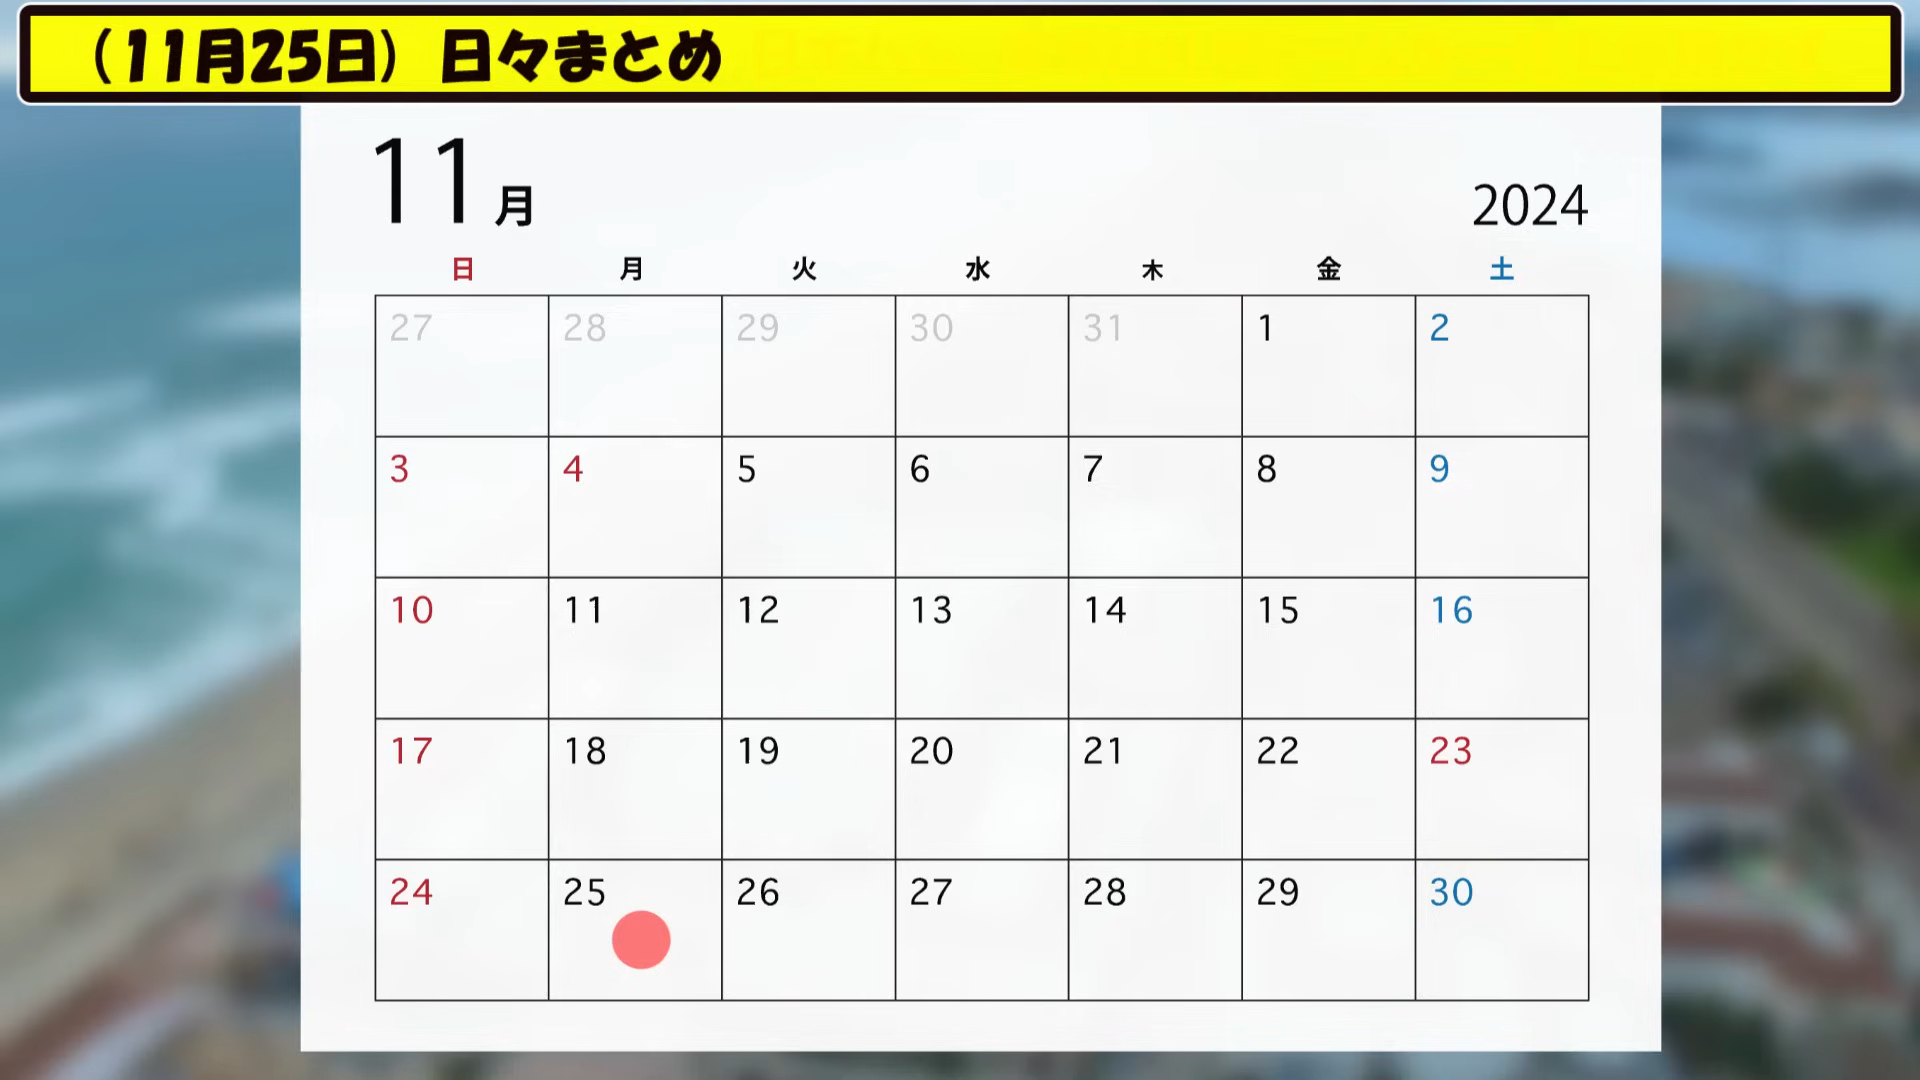 （11月25日）日々まとめ
11月
2024
日 月 火 水 木 金 土
27 28 29 30 31 1 2
3 4 5 6 7 8 9
10 11 12 13 14 15 16
17 18 19 20 21 22 23
24 25 26 27 28 29 30